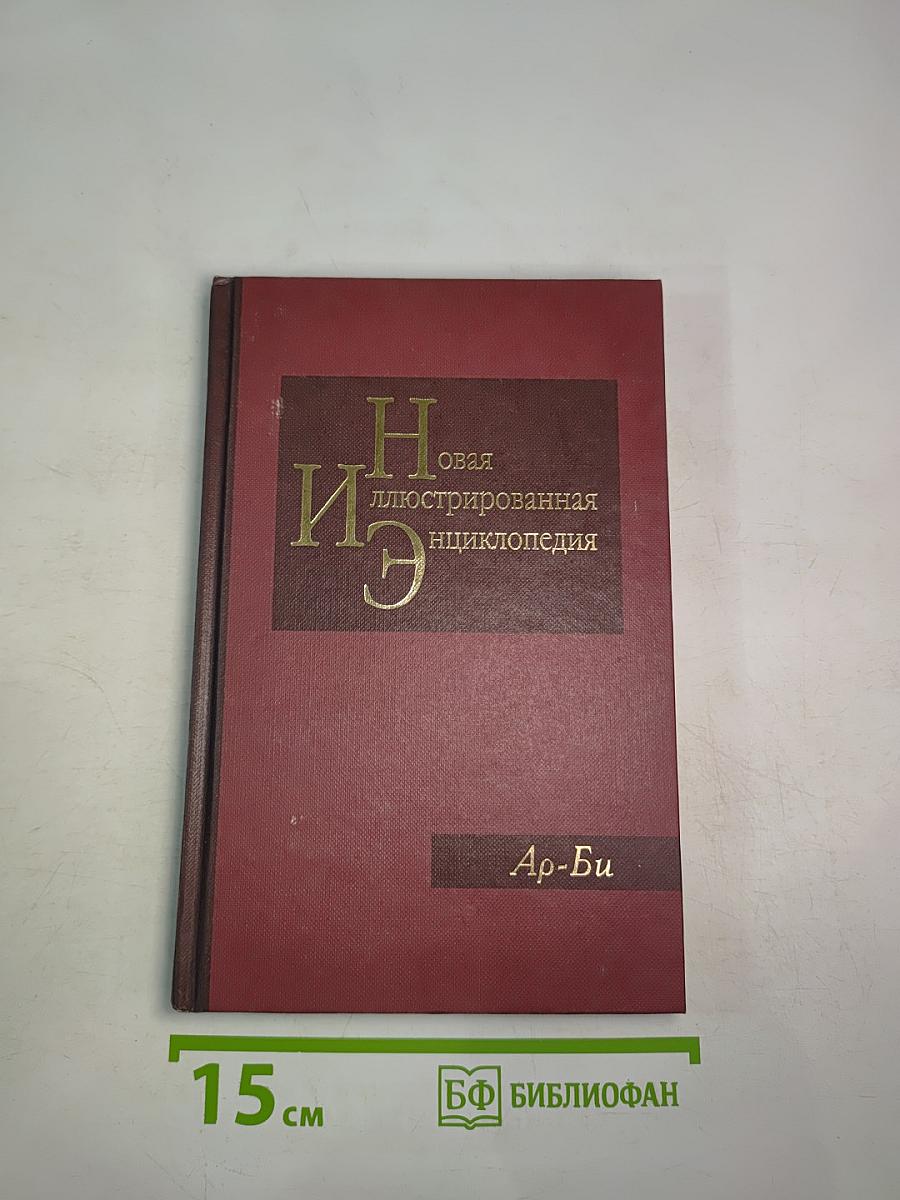 Новая
Иллюстрированная
Энциклопедия
Ар-Би
15 см
БФ БИБЛИОФАН